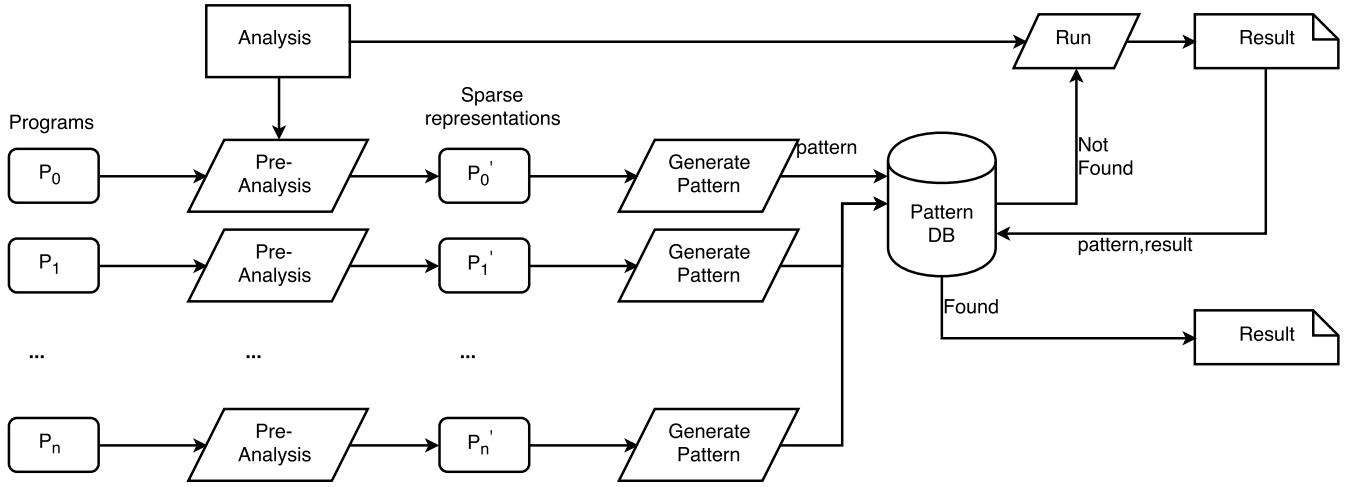 Analysis
Run
Result
Programs
Sparse
representations
P0
Pre-
Analysis
P0'
Generate
Pattern
pattern
Not
Found
Pattern
DB
pattern,result
P1
Pre-
Analysis
P1'
Generate
Pattern
Found
Result
...
...
...
Pn
Pre-
Analysis
Pn'
Generate
Pattern